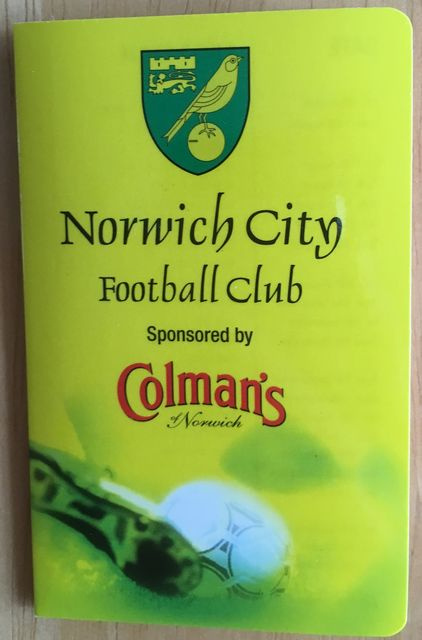 Norwich City
Football Club
Sponsored by
Colman's
of Norwich